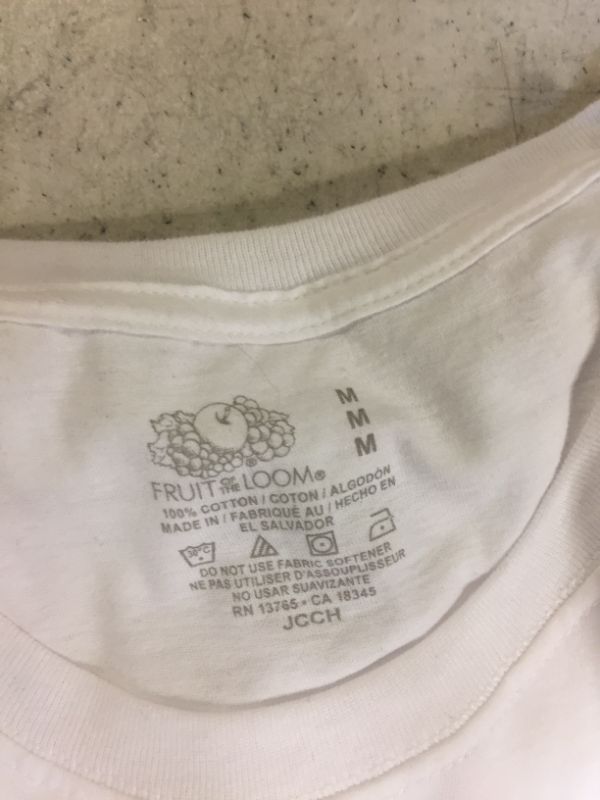 M
M
M
FRUIT OF THE LOOM®
100% COTTON / COTON / ALGODÓN
MADE IN / FABRIQUÉ AU / HECHO EN
EL SALVADOR
30°C
DO NOT USE FABRIC SOFTENER
NE PAS UTILISER D'ASSOUPLISSEUR
NO USAR SUAVIZANTE
RN 13765 • CA 18345
JCCH